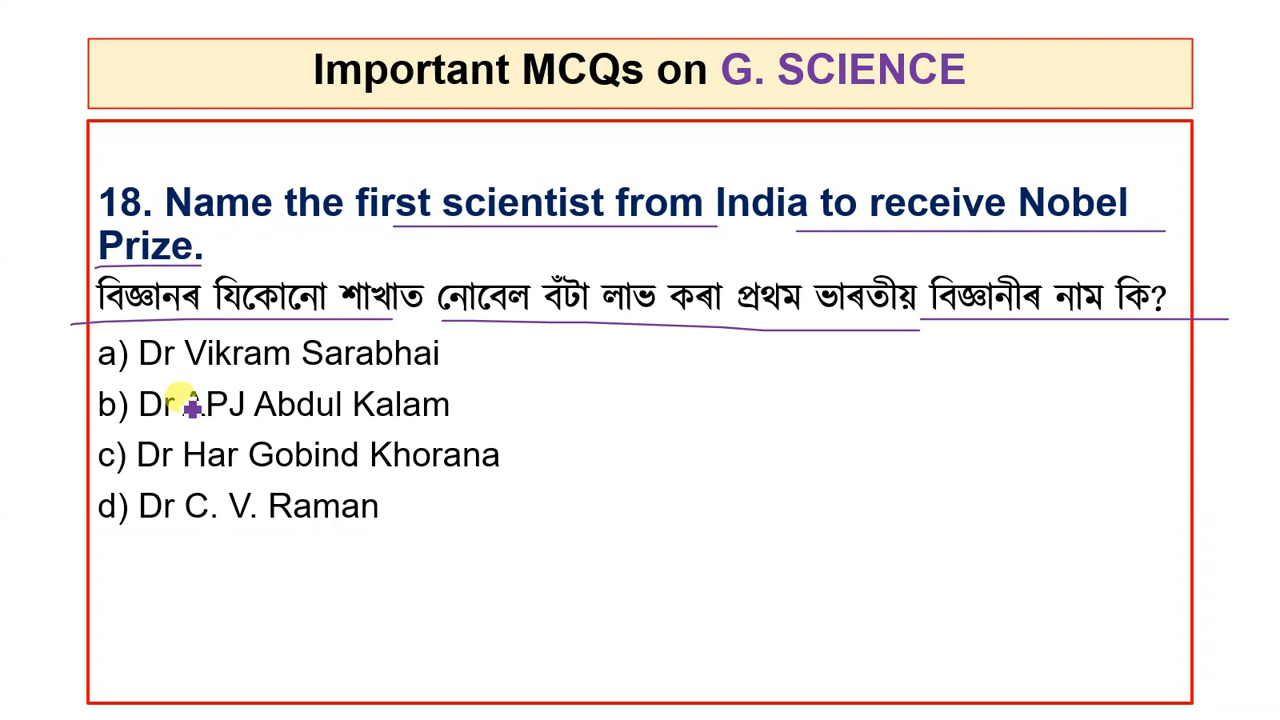 Important MCQs on G. SCIENCE
18. Name the first scientist from India to receive Nobel
Prize.
বিজ্ঞানৰ যিকোনো শাখাত নোবেল বঁটা লাভ কৰা প্ৰথম ভাৰতীয় বিজ্ঞানীৰ নাম কি?
a) Dr Vikram Sarabhai
b) Dr APJ Abdul Kalam
c) Dr Har Gobind Khorana
d) Dr C. V. Raman